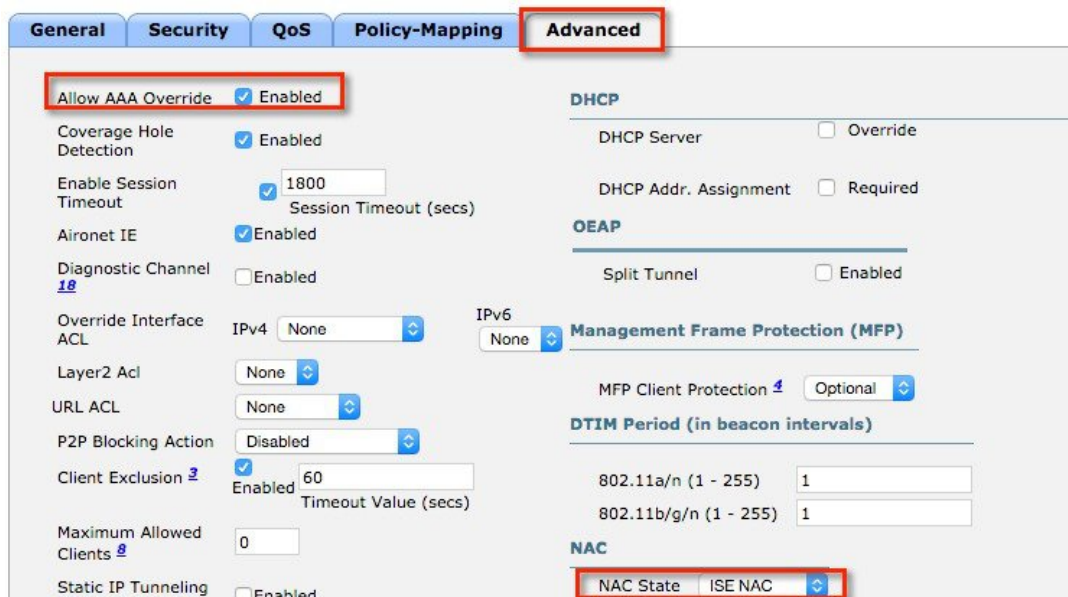 General Security QoS Policy-Mapping Advanced
Allow AAA Override Enabled
Coverage Hole Detection Enabled
Enable Session Timeout 1800
Session Timeout (secs)
Aironet IE Enabled
Diagnostic Channel 18 Enabled
Override Interface ACL IPv4 None IPv6 None
Layer2 Acl None
URL ACL None
P2P Blocking Action Disabled
Client Exclusion 3 Enabled 60
Timeout Value (secs)
Maximum Allowed Clients 8 0
Static IP Tunneling Enabled
DHCP
DHCP Server Override
DHCP Addr. Assignment Required
OEAP
Split Tunnel Enabled
Management Frame Protection (MFP)
MFP Client Protection 4 Optional
DTIM Period (in beacon intervals)
802.11a/n (1 - 255) 1
802.11b/g/n (1 - 255) 1
NAC
NAC State ISE NAC